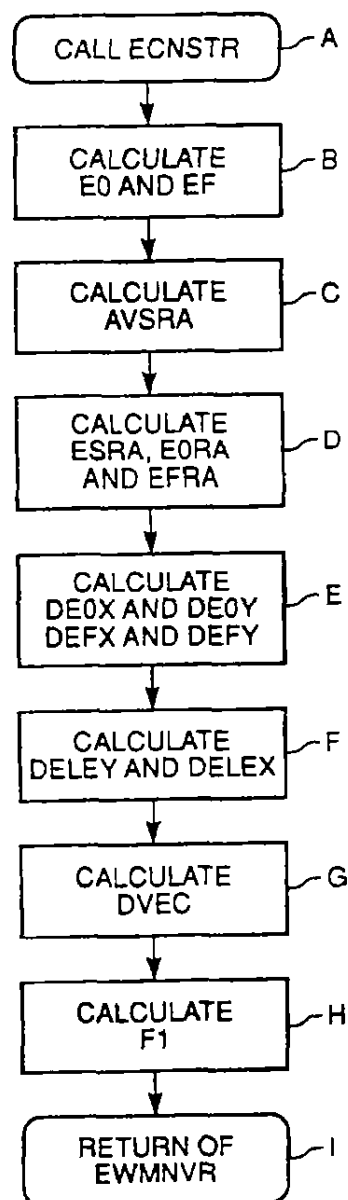 CALL ECNSTR
A
CALCULATE
E0 AND EF
B
CALCULATE
AVSRA
C
CALCULATE
ESRA, E0RA
AND EFRA
D
CALCULATE
DE0X AND DE0Y
DEFX AND DEFY
E
CALCULATE
DELEY AND DELEX
F
CALCULATE
DVEC
G
CALCULATE
F1
H
RETURN OF
EWMNVR
I